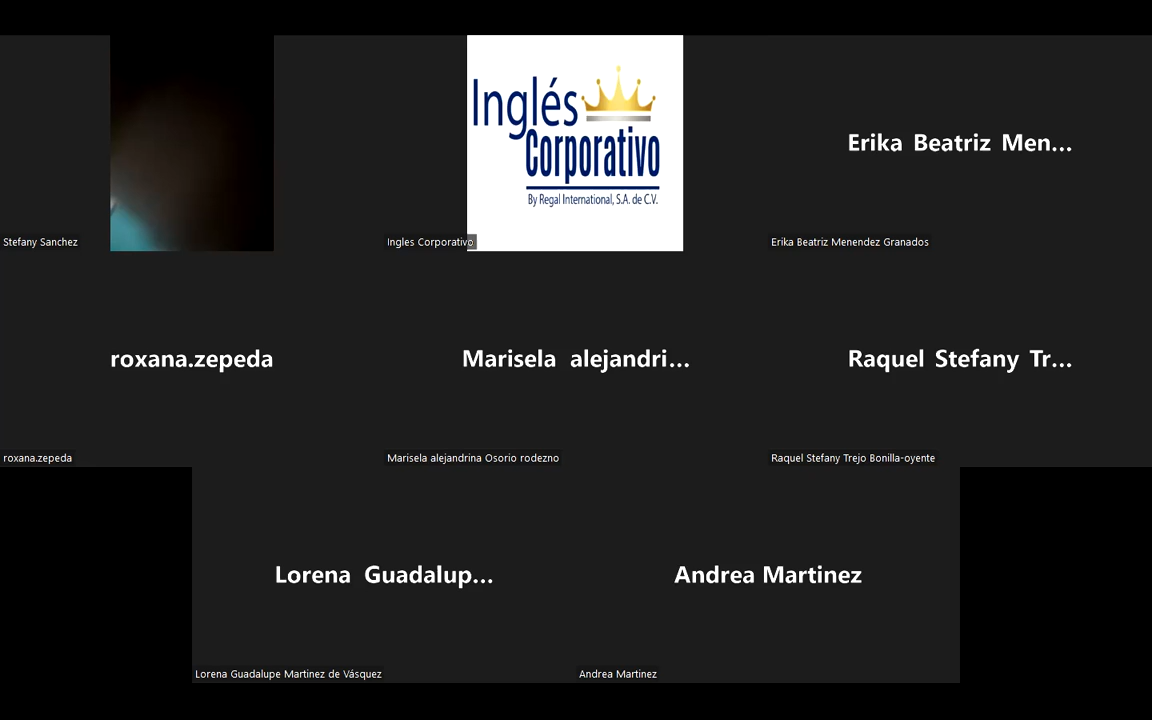 Inglés
Corporativo
By Regal International, S.A. de C.V.
Erika Beatriz Men...
Stefany Sanchez
Ingles Corporativo
Erika Beatriz Menendez Granados
roxana.zepeda
Marisela alejandri...
Raquel Stefany Tr...
roxana.zepeda
Marisela alejandrina Osorio rodezno
Raquel Stefany Trejo Bonilla-oyente
Lorena Guadalup...
Andrea Martinez
Lorena Guadalupe Martinez de Vásquez
Andrea Martinez